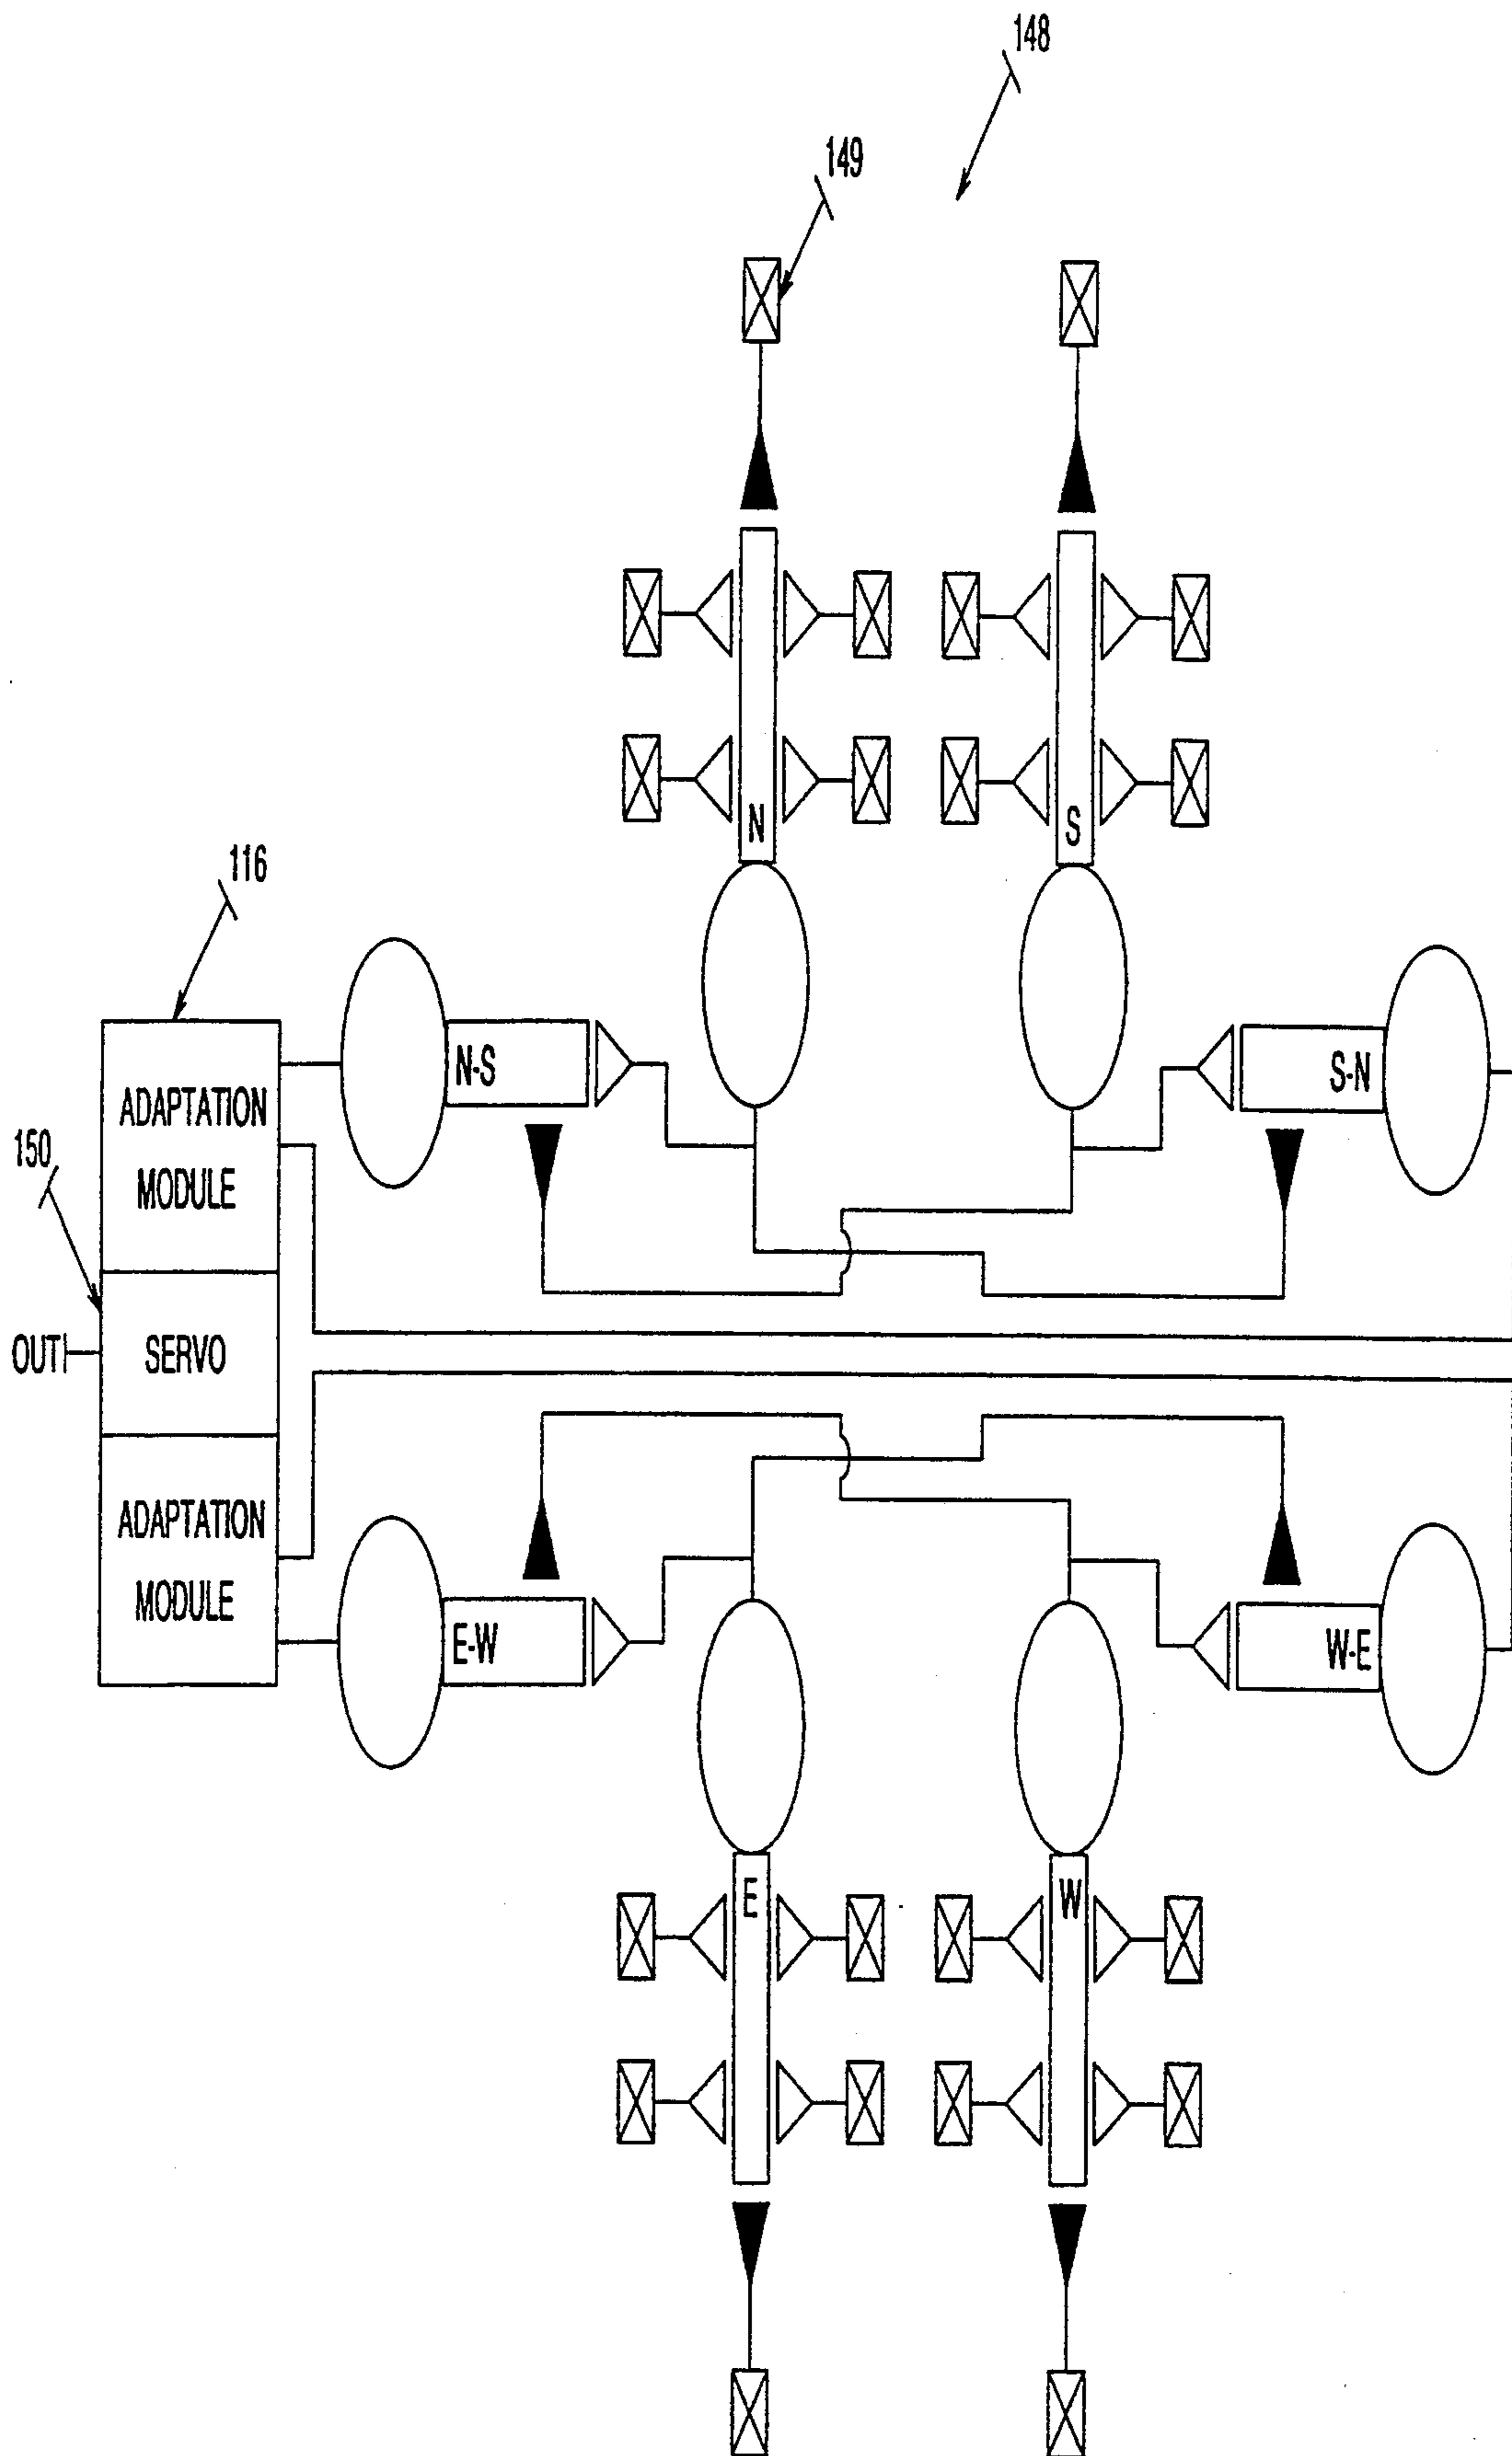 148
149
N
S
116
N-S
S-N
ADAPTATION
MODULE
150
OUT
SERVO
ADAPTATION
MODULE
E-W
W-E
E
W